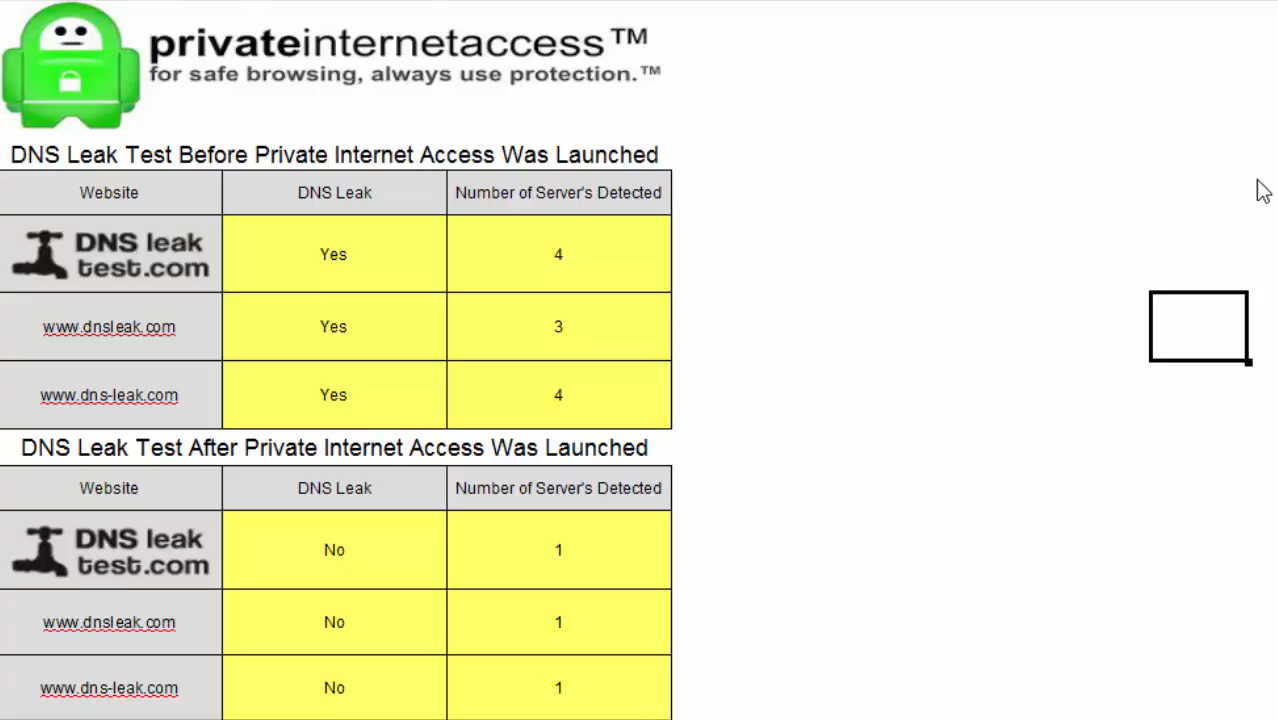 privateinternetaccess™
for safe browsing, always use protection.™
DNS Leak Test Before Private Internet Access Was Launched
Website DNS Leak Number of Server's Detected
DNS leak test.com Yes 4
www.dnsleak.com Yes 3
www.dns-leak.com Yes 4
DNS Leak Test After Private Internet Access Was Launched
Website DNS Leak Number of Server's Detected
DNS leak test.com No 1
www.dnsleak.com No 1
www.dns-leak.com No 1